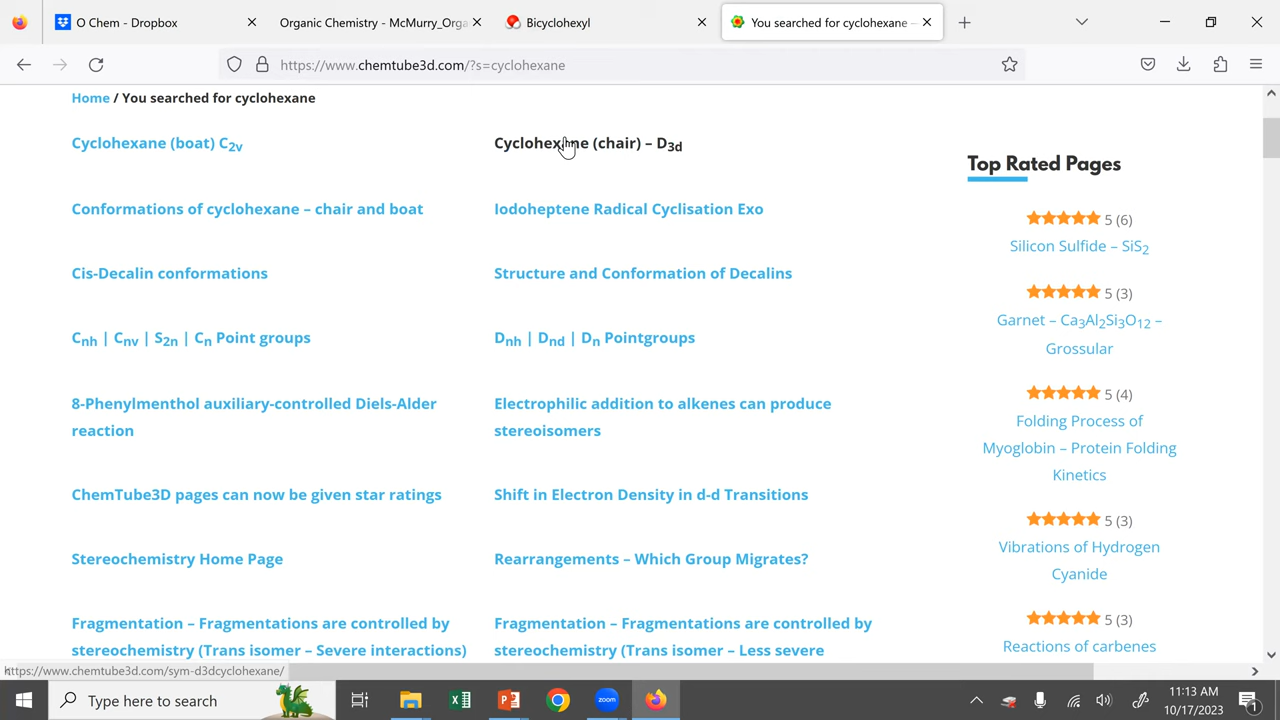 O Chem - Dropbox
Organic Chemistry - McMurry_Orga
Bicyclohexyl
You searched for cyclohexane –
https://www.chemtube3d.com/?s=cyclohexane
Home / You searched for cyclohexane
Cyclohexane (boat) C2v
Cyclohexane (chair) – D3d
Conformations of cyclohexane – chair and boat
Iodoheptene Radical Cyclisation Exo
Cis-Decalin conformations
Structure and Conformation of Decalins
Cnh | Cnv | S2n | Cn Point groups
Dnh | Dnd | Dn Pointgroups
8-Phenylmenthol auxiliary-controlled Diels-Alder
reaction
Electrophilic addition to alkenes can produce
stereoisomers
ChemTube3D pages can now be given star ratings
Shift in Electron Density in d-d Transitions
Stereochemistry Home Page
Rearrangements – Which Group Migrates?
Fragmentation – Fragmentations are controlled by
stereochemistry (Trans isomer – Severe interactions)
Fragmentation – Fragmentations are controlled by
stereochemistry (Trans isomer – Less severe
Top Rated Pages
5 (6)
Silicon Sulfide – SiS2
5 (3)
Garnet – Ca3Al2Si3O12 –
Grossular
5 (4)
Folding Process of
Myoglobin – Protein Folding
Kinetics
5 (3)
Vibrations of Hydrogen
Cyanide
5 (3)
Reactions of carbenes
https://www.chemtube3d.com/sym-d3dcyclohexane/
Type here to search
zoom
11:13 AM
10/17/2023
1